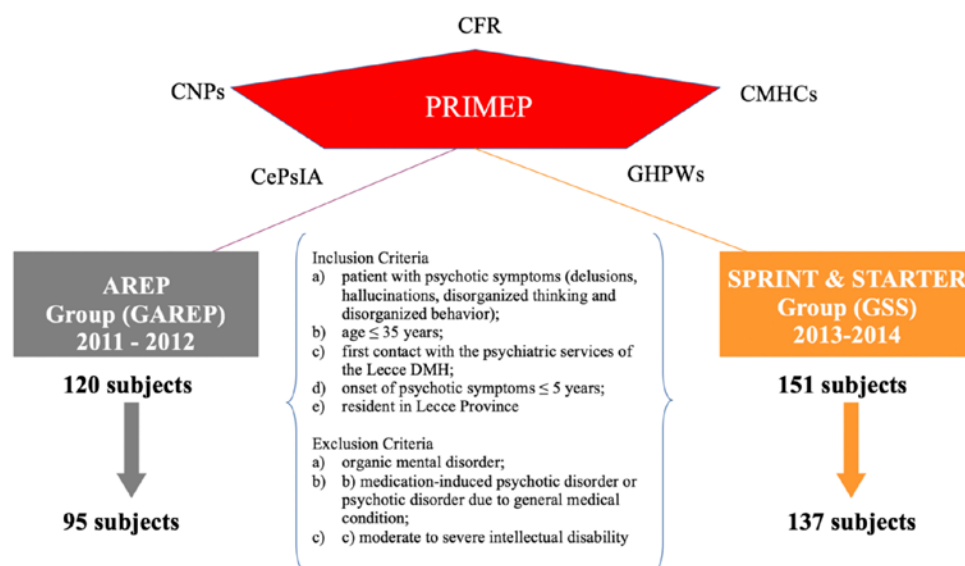 CFR
CNPs
PRIMEP
CMHCs
CePsIA
GHPWs
AREP
Group (GAREP)
2011 - 2012
120 subjects
95 subjects
Inclusion Criteria
a) patient with psychotic symptoms (delusions,
hallucinations, disorganized thinking and
disorganized behavior);
b) age ≤ 35 years;
c) first contact with the psychiatric services of
the Lecce DMH;
d) onset of psychotic symptoms ≤ 5 years;
e) resident in Lecce Province
Exclusion Criteria
a) organic mental disorder;
b) b) medication-induced psychotic disorder or
psychotic disorder due to general medical
condition;
c) c) moderate to severe intellectual disability
SPRINT & STARTER
Group (GSS)
2013-2014
151 subjects
137 subjects